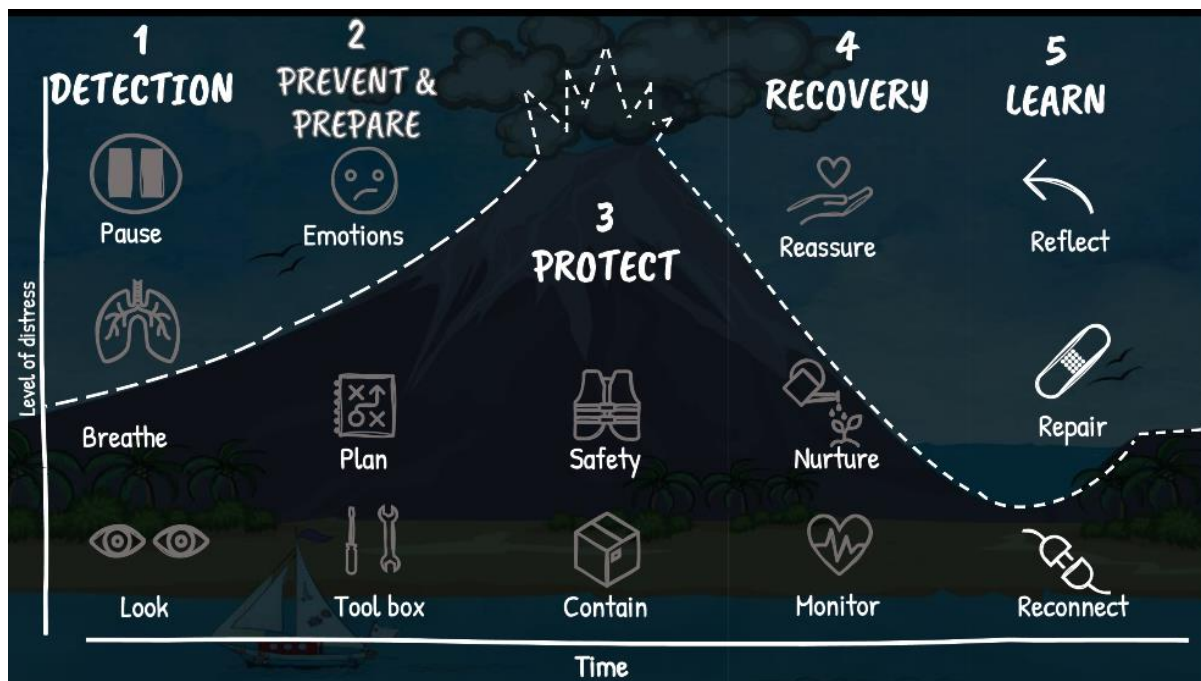 1
DETECTION
Pause
Breathe
Look
2
PREVENT &
PREPARE
Emotions
Plan
Tool box
3
PROTECT
Safety
Contain
4
RECOVERY
Reassure
Nurture
Monitor
5
LEARN
Reflect
Repair
Reconnect
Level of distress
Time